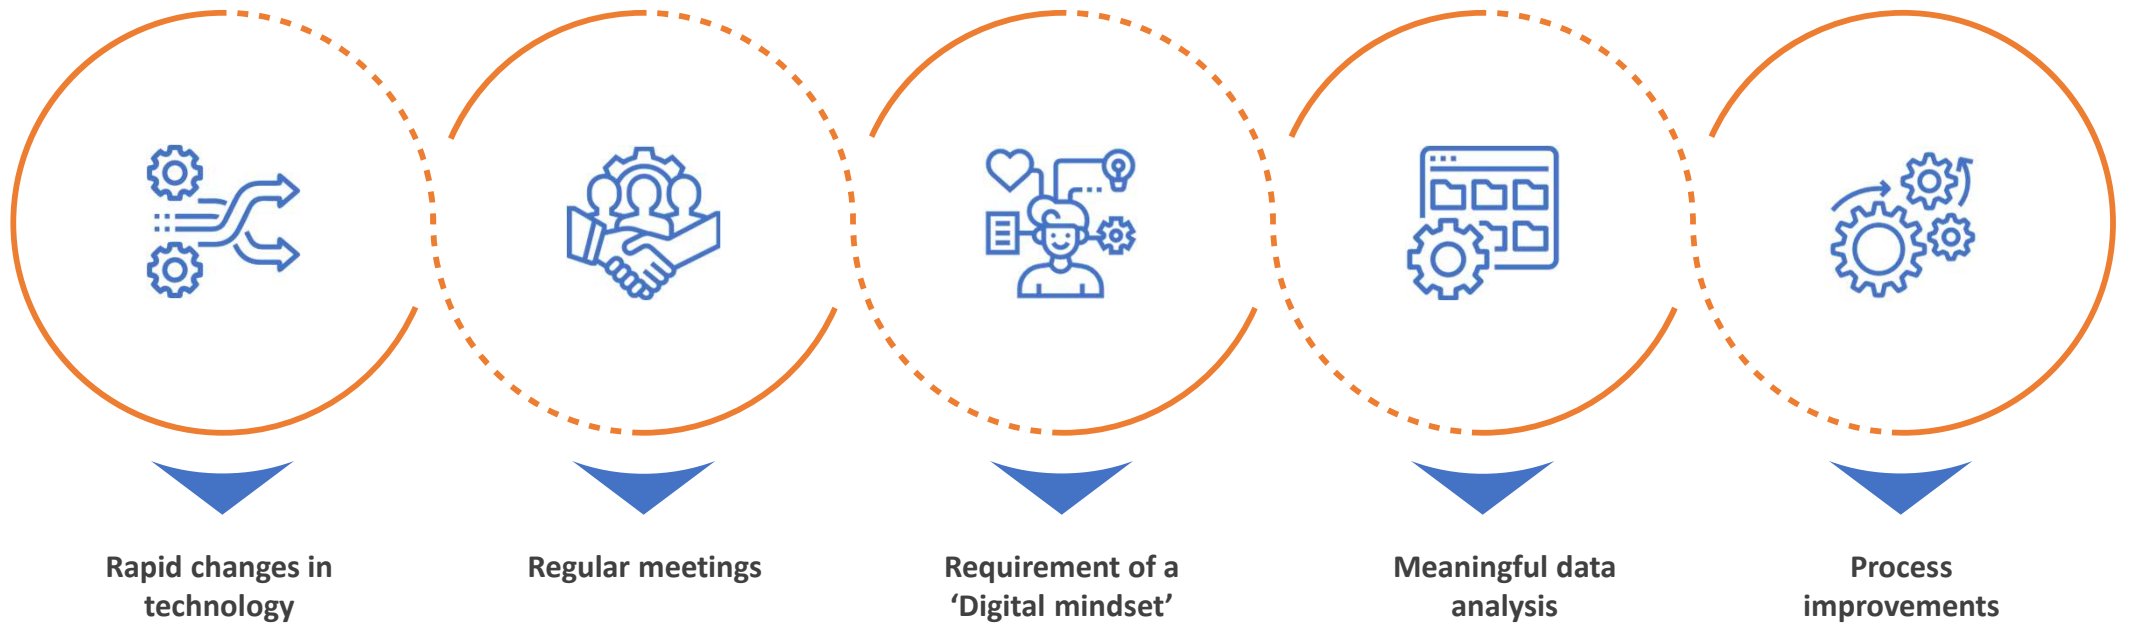 Rapid changes in
technology
Regular meetings
Requirement of a
‘Digital mindset’
Meaningful data
analysis
Process
improvements